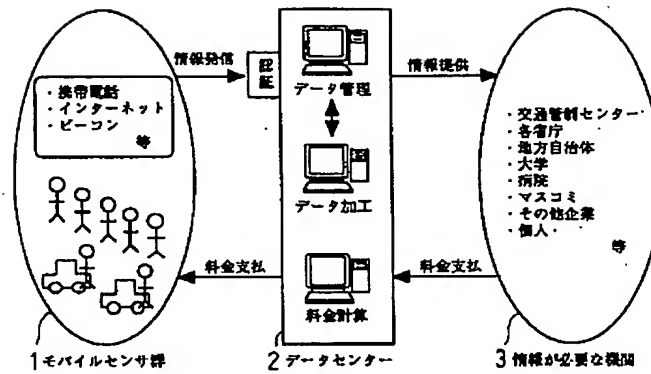 情報発信
・携帯電話
・インターネット
・ビーコン
等
料金支払
1 モバイルセンサ群
認証
データ管理
データ加工
料金計算
2 データセンター
情報提供
料金支払
・交通管制センター
・各省庁
・地方自治体
・大学
・病院
・マスコミ
・その他企業
・個人
等
3 情報が必要な機関